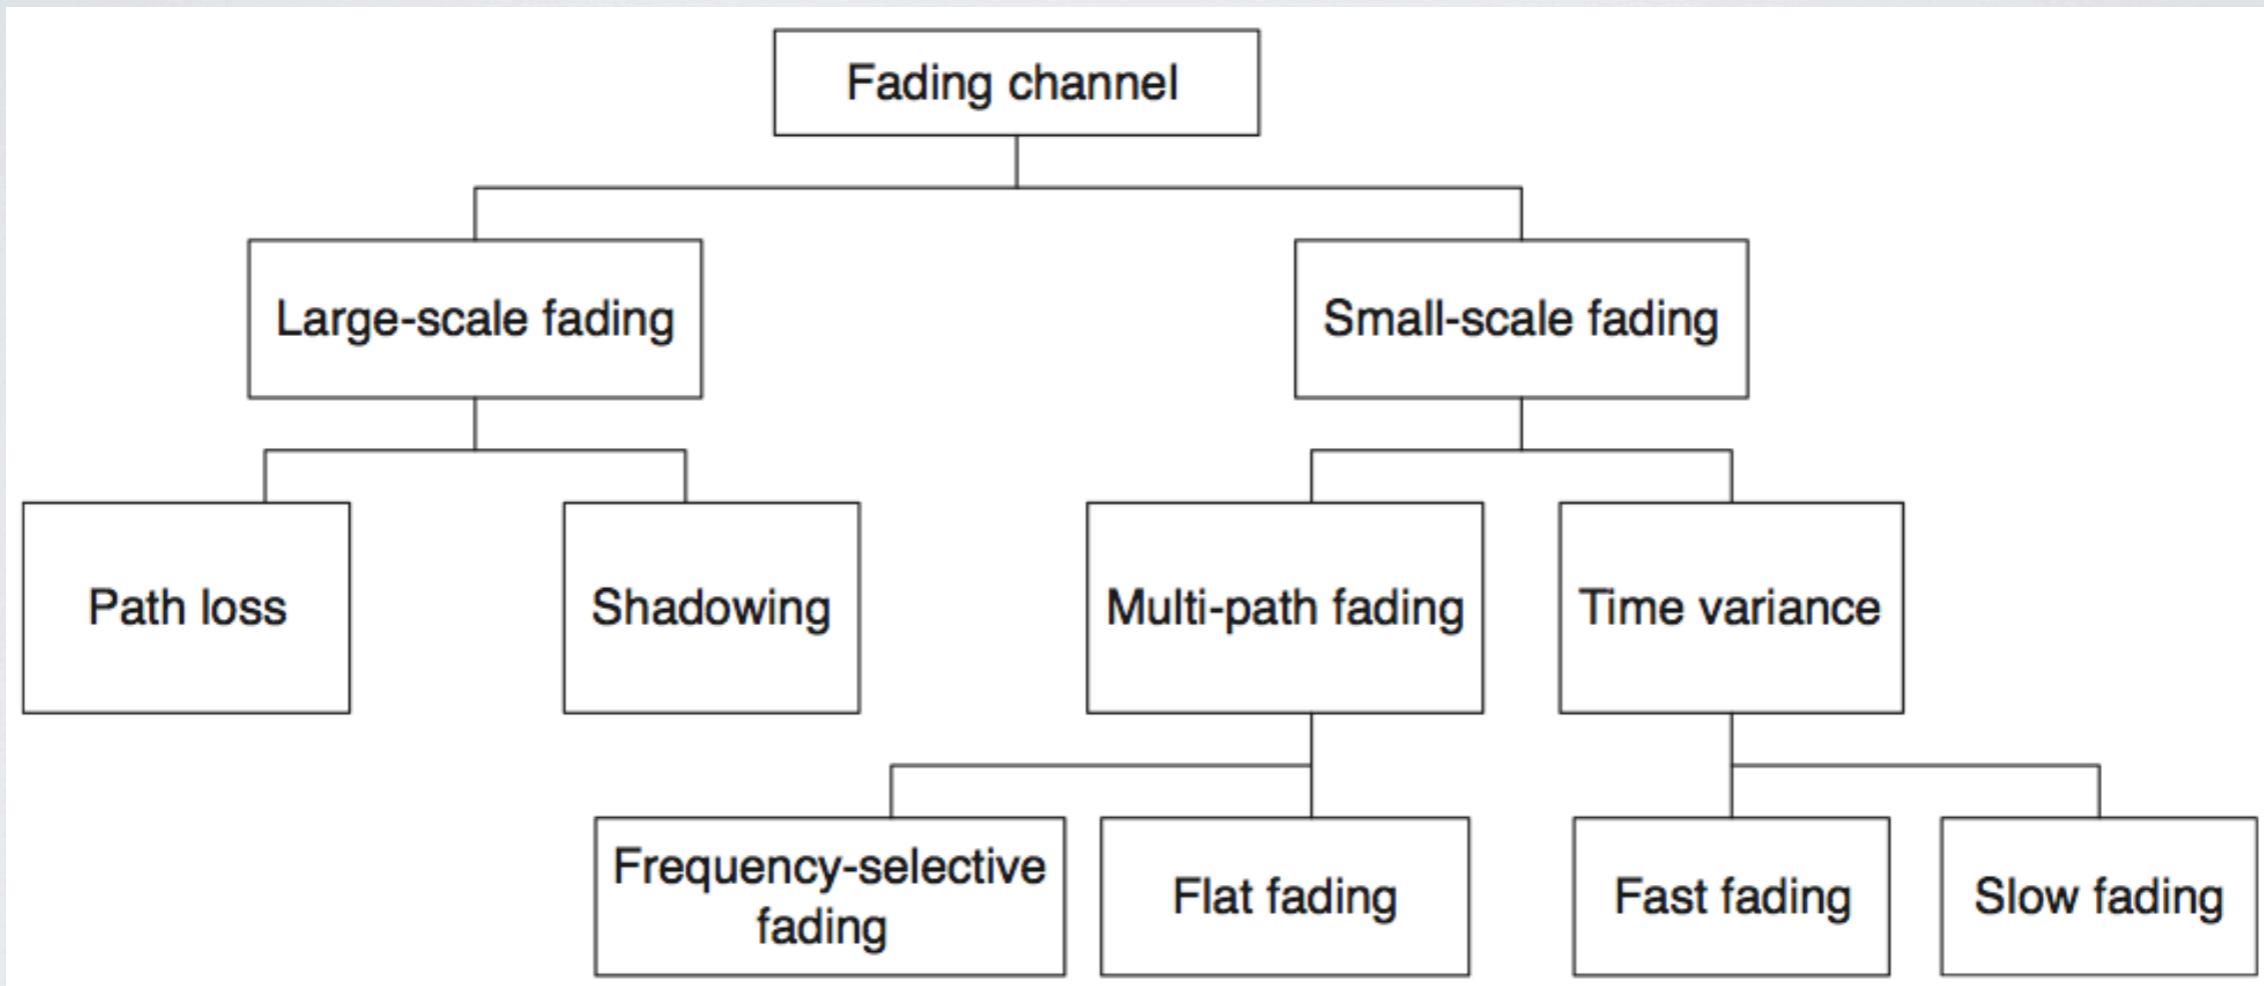 Fading channel
Large-scale fading
Small-scale fading
Path loss
Shadowing
Multi-path fading
Time variance
Frequency-selective
fading
Flat fading
Fast fading
Slow fading